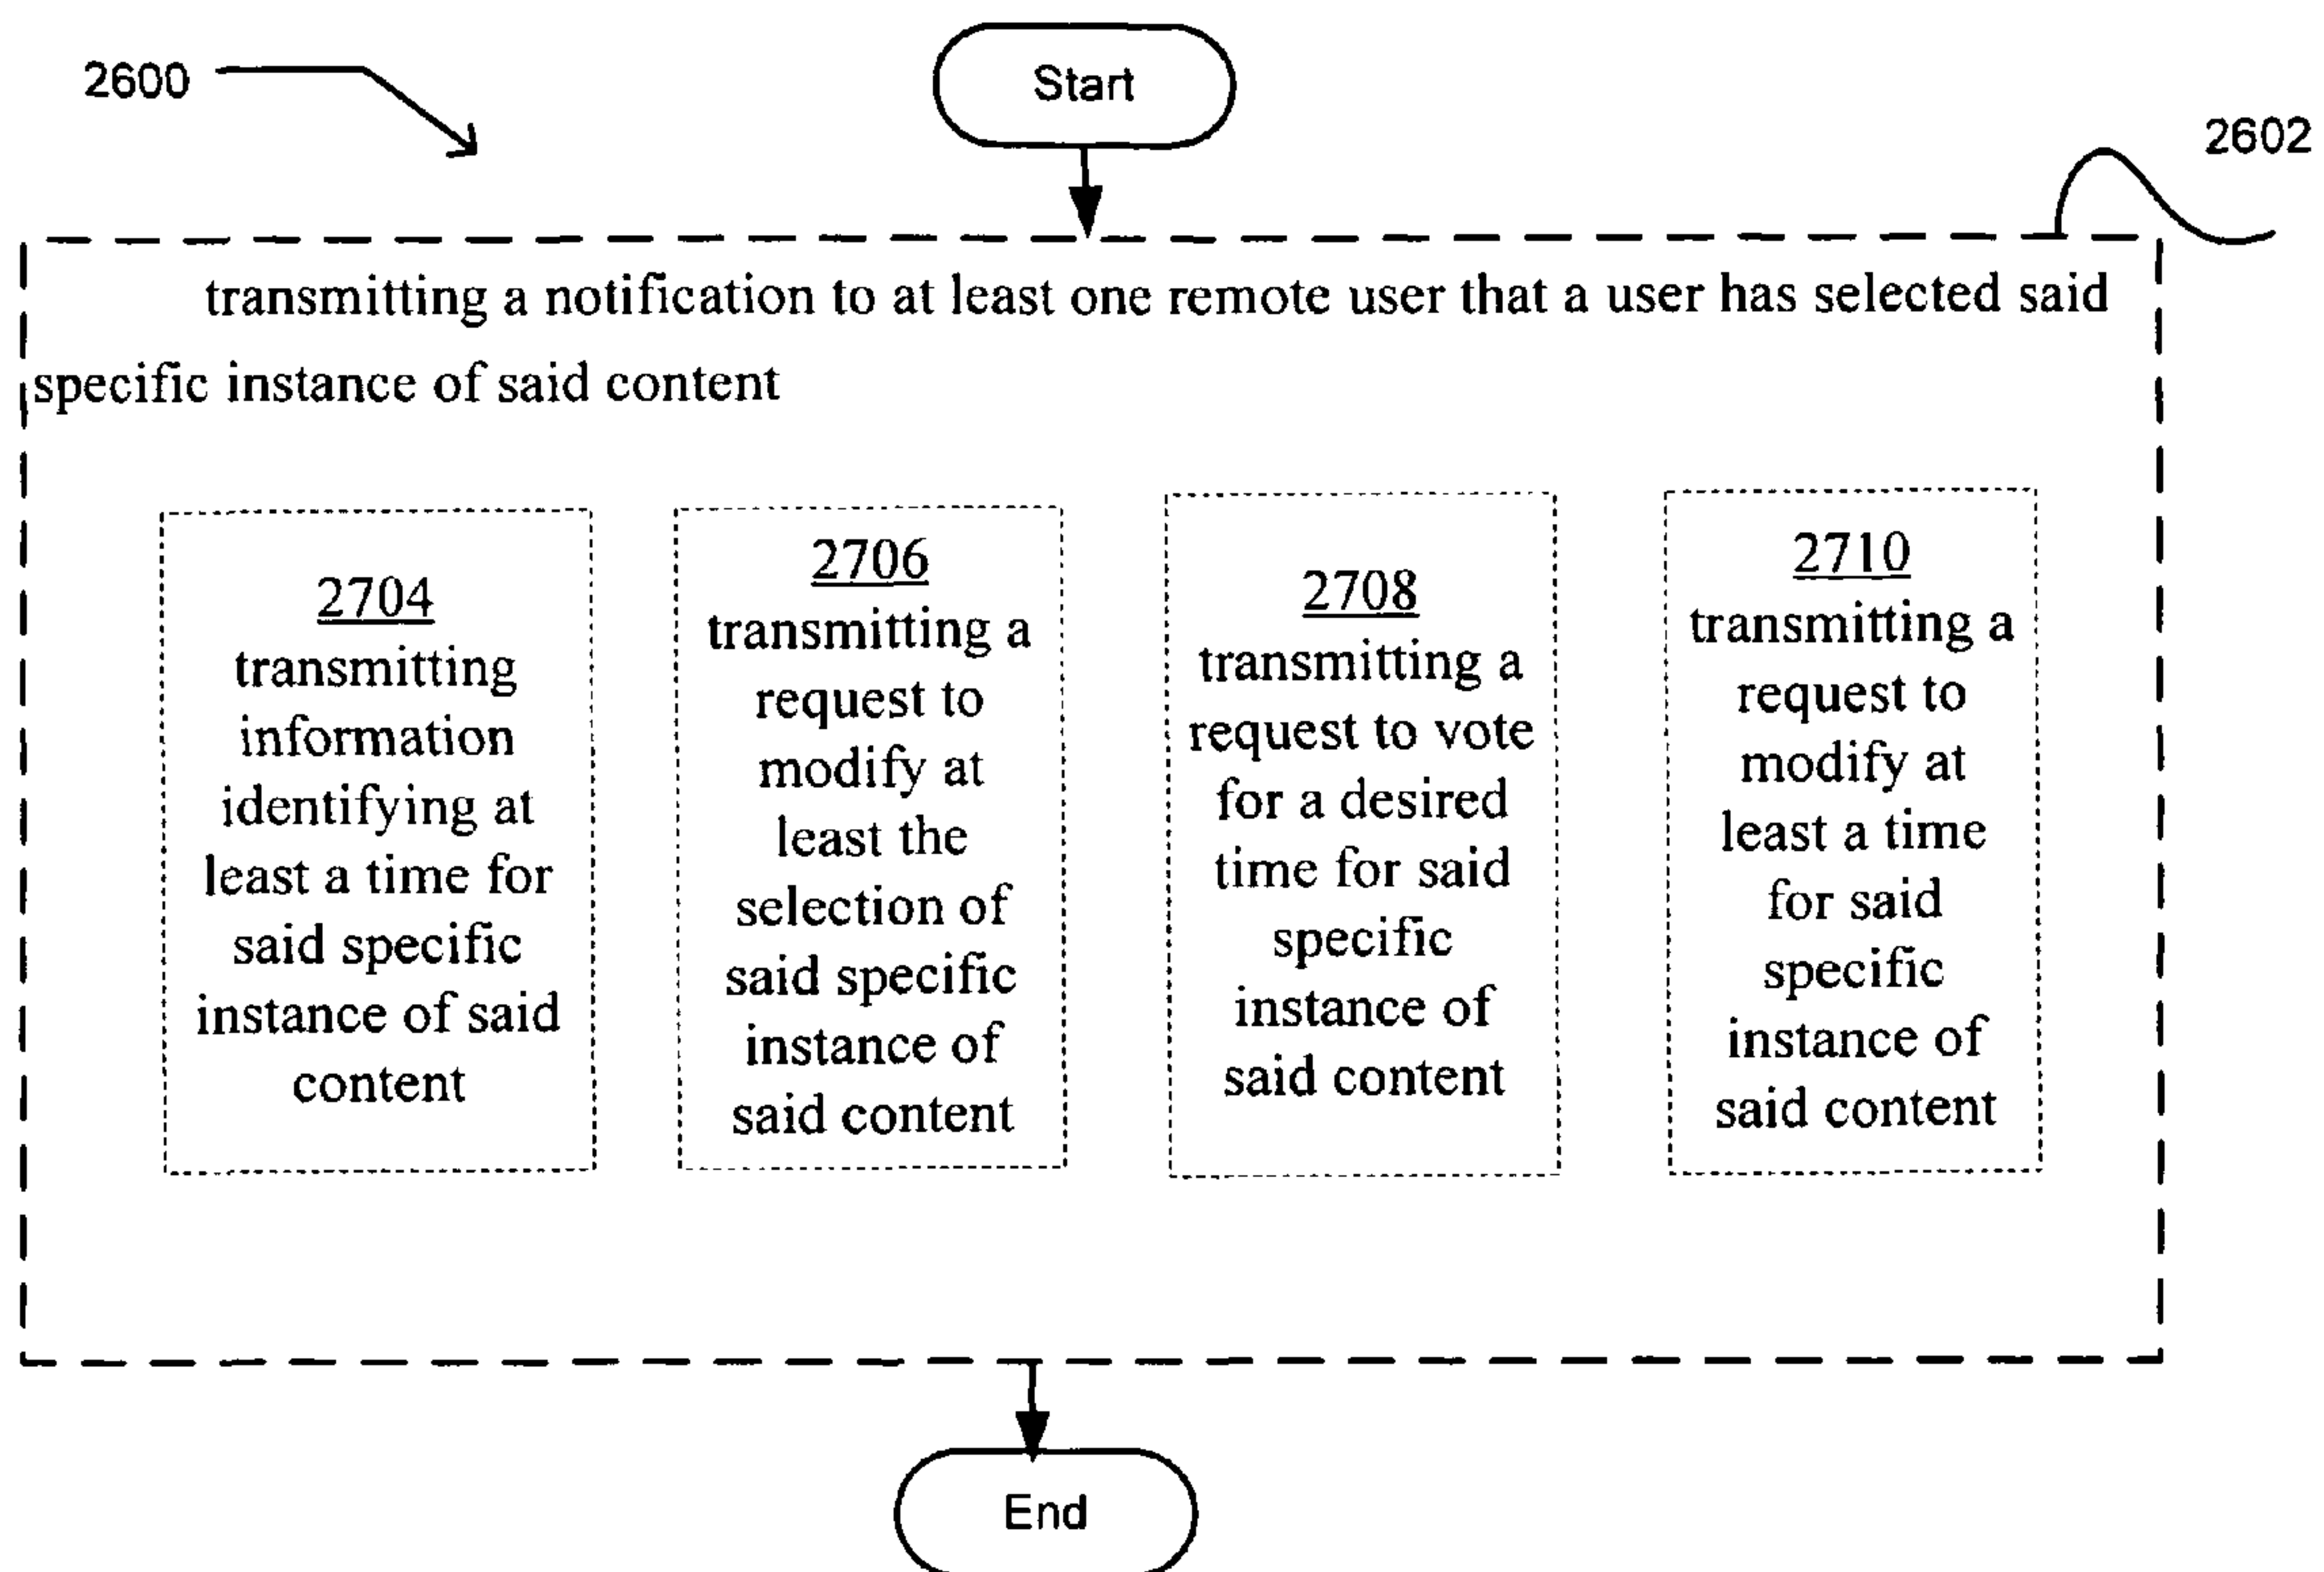 2600
Start
2602
transmitting a notification to at least one remote user that a user has selected said
specific instance of said content
2704
transmitting
information
identifying at
least a time for
said specific
instance of said
content
2706
transmitting a
request to
modify at
least the
selection of
said specific
instance of
said content
2708
transmitting a
request to vote
for a desired
time for said
specific
instance of
said content
2710
transmitting a
request to
modify at
least a time
for said
specific
instance of
said content
End